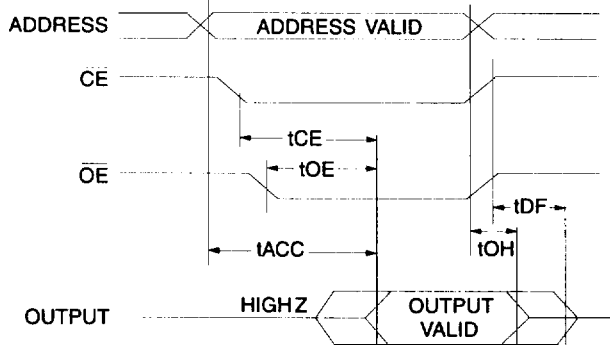 ADDRESS
ADDRESS VALID
CE
tCE
tOE
OE
tDF
tACC
tOH
HIGH Z
OUTPUT
OUTPUT
VALID